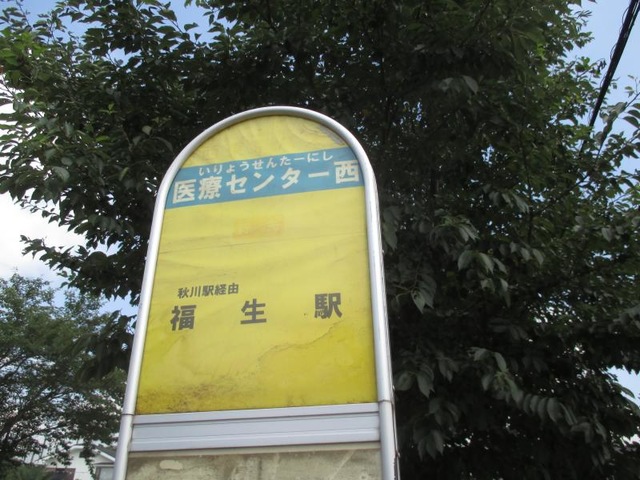 いりょうせんたーにし
医療センター西
秋川駅経由
福生駅